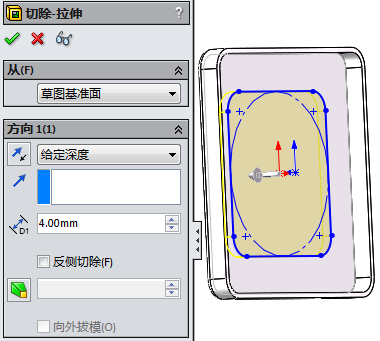 切除-拉伸
?
从(F)
草图基准面
方向 1(1)
给定深度
D1
4.00mm
反侧切除(F)
向外拔模(O)